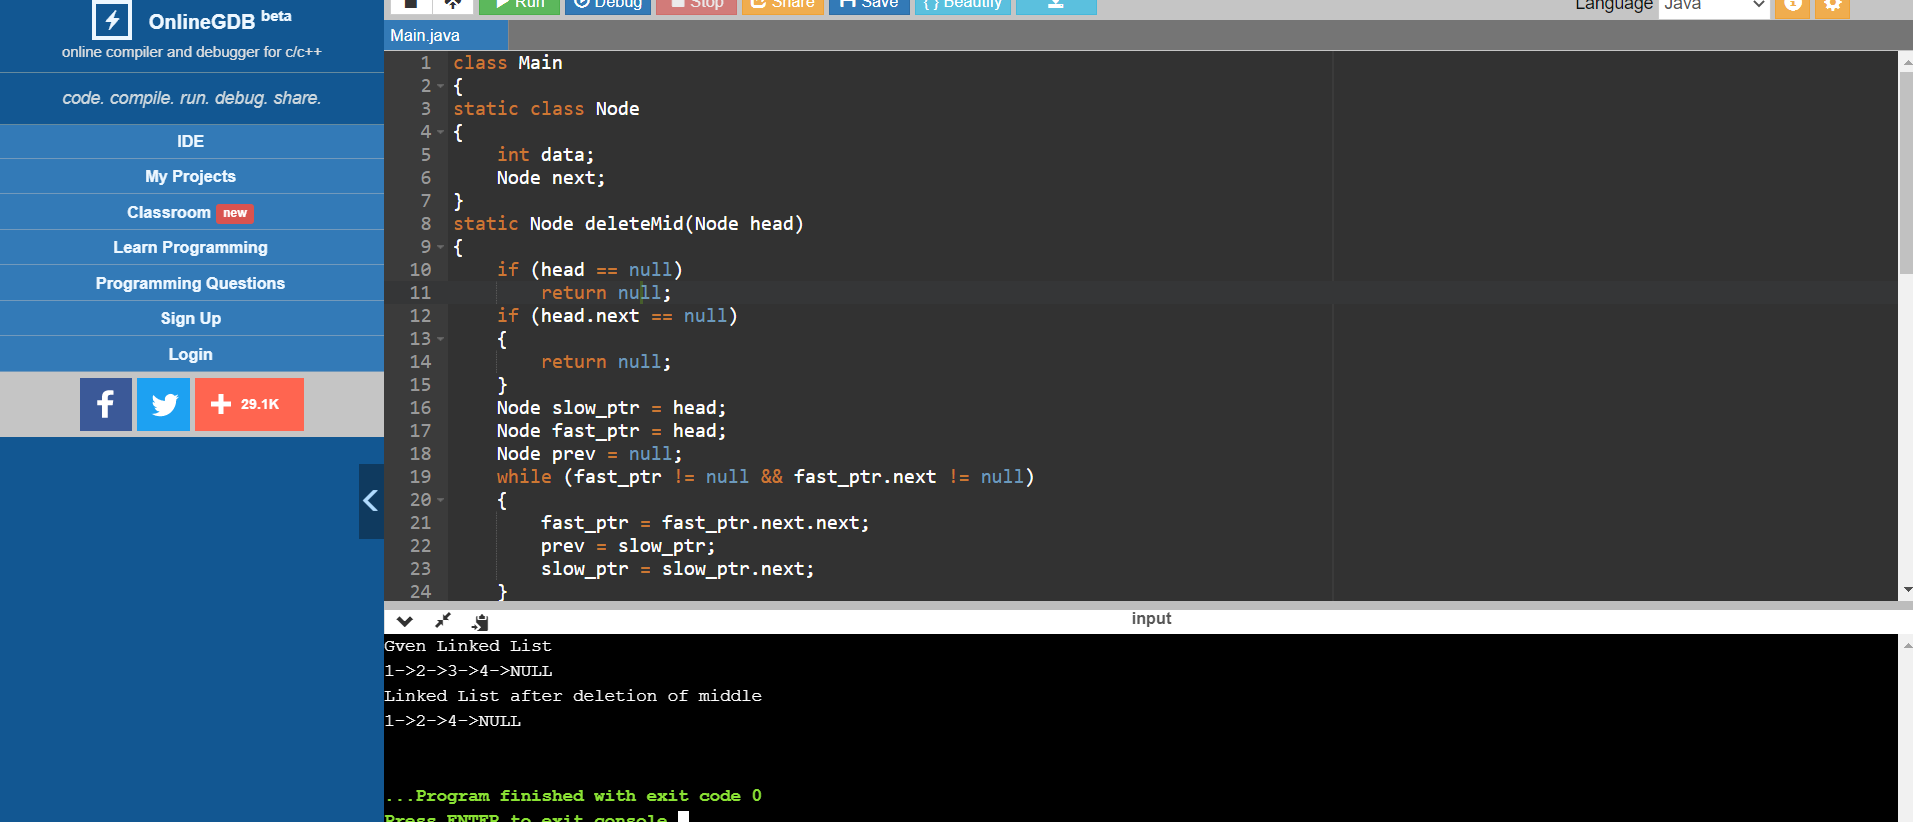 OnlineGDB beta
online compiler and debugger for c/c++
code. compile. run. debug. share.
IDE
My Projects
Classroom new
Learn Programming
Programming Questions
Sign Up
Login
29.1K
Run Debug Stop Share Save { } Beautify
Language Java
Main.java
1 class Main
2 {
3 static class Node
4 {
5     int data;
6     Node next;
7 }
8 static Node deleteMid(Node head)
9 {
10     if (head == null)
11         return null;
12     if (head.next == null)
13     {
14         return null;
15     }
16     Node slow_ptr = head;
17     Node fast_ptr = head;
18     Node prev = null;
19     while (fast_ptr != null && fast_ptr.next != null)
20     {
21         fast_ptr = fast_ptr.next.next;
22         prev = slow_ptr;
23         slow_ptr = slow_ptr.next;
24     }
input
Gven Linked List
1->2->3->4->NULL
Linked List after deletion of middle
1->2->4->NULL
...Program finished with exit code 0
Press ENTER to exit console.